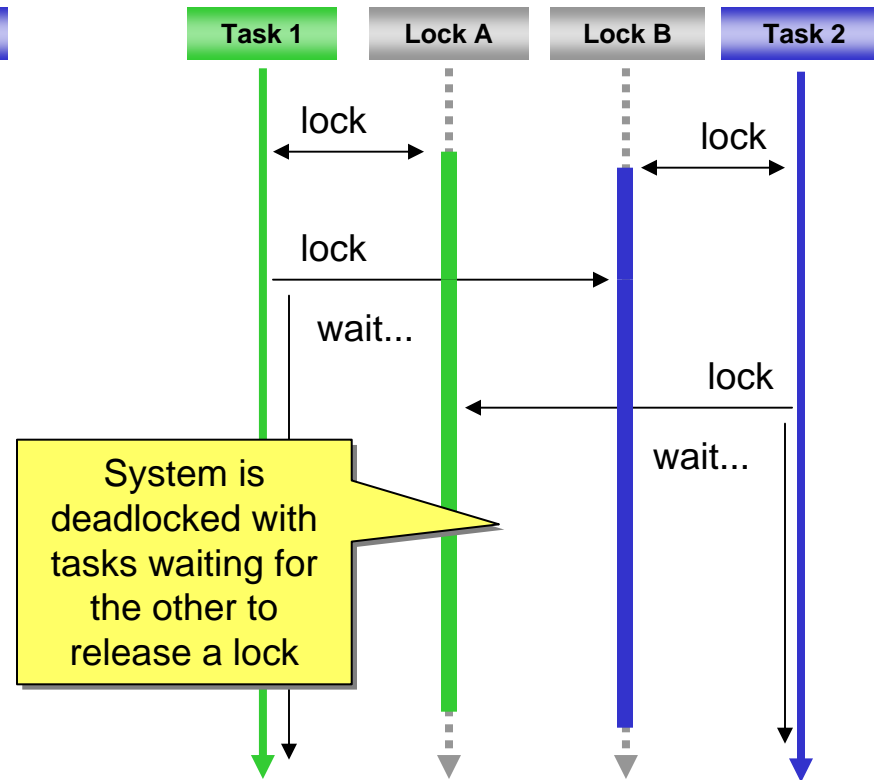 Task 1
Lock A
Lock B
Task 2
lock
lock
lock
wait...
lock
wait...
System is
deadlocked with
tasks waiting for
the other to
release a lock